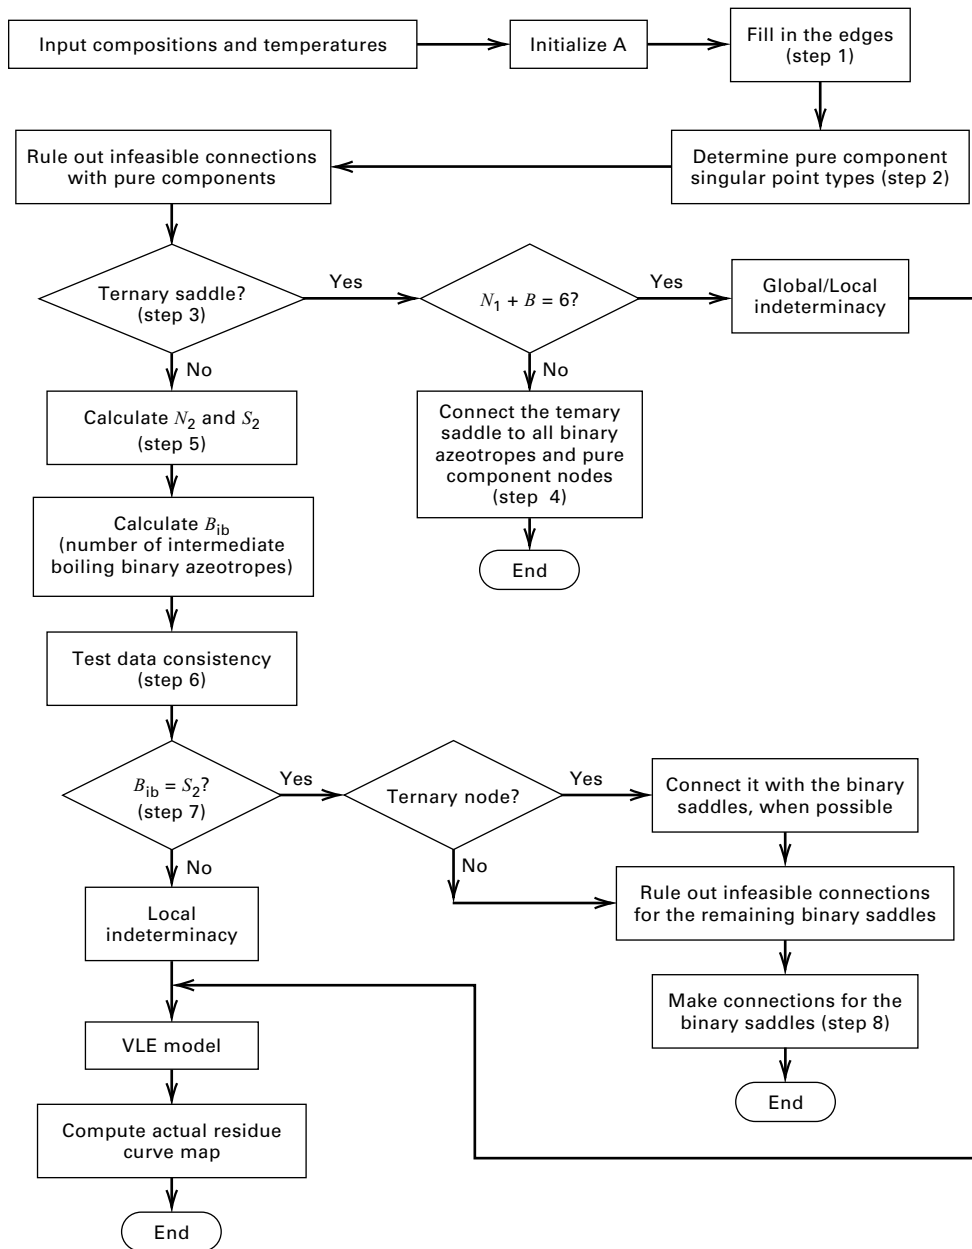 Input compositions and temperatures
Initialize A
Fill in the edges
(step 1)
Rule out infeasible connections
with pure components
Determine pure component
singular point types (step 2)
Ternary saddle?
(step 3)
Yes
N₁ + B = 6?
Yes
Global/Local
indeterminacy
No
No
Calculate N₂ and S₂
(step 5)
Connect the temary
saddle to all binary
azeotropes and pure
component nodes
(step 4)
Calculate B_ib
(number of intermediate
boiling binary azeotropes)
End
Test data consistency
(step 6)
B_ib = S₂?
(step 7)
Yes
Ternary node?
Yes
Connect it with the binary
saddles, when possible
No
No
Local
indeterminacy
Rule out infeasible connections
for the remaining binary saddles
Make connections for the
binary saddles (step 8)
VLE model
End
Compute actual residue
curve map
End